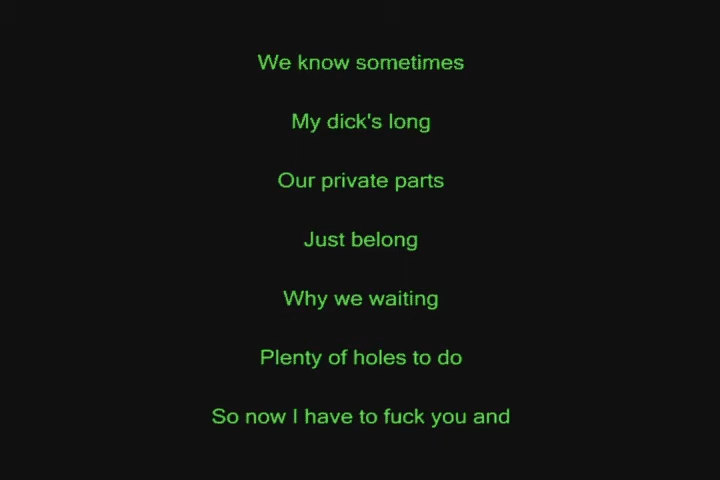 We know sometimes
My dick's long
Our private parts
Just belong
Why we waiting
Plenty of holes to do
So now I have to fuck you and